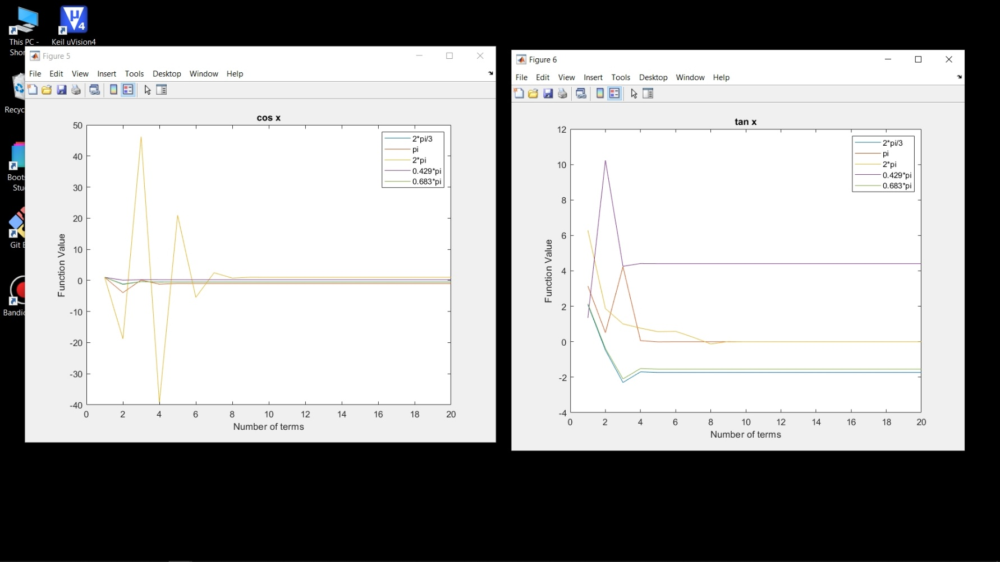 This PC -
Shor
Keil uVision4
Recyc
Boots
Stu
Git B
Bandic
Figure 5
File Edit View Insert Tools Desktop Window Help
cos x
50
40
30
20
10
0
-10
-20
-30
-40
Function Value
0 2 4 6 8 10 12 14 16 18 20
Number of terms
2*pi/3
pi
2*pi
0.429*pi
0.683*pi
Figure 6
File Edit View Insert Tools Desktop Window Help
tan x
12
10
8
6
4
2
0
-2
-4
Function Value
0 2 4 6 8 10 12 14 16 18 20
Number of terms
2*pi/3
pi
2*pi
0.429*pi
0.683*pi